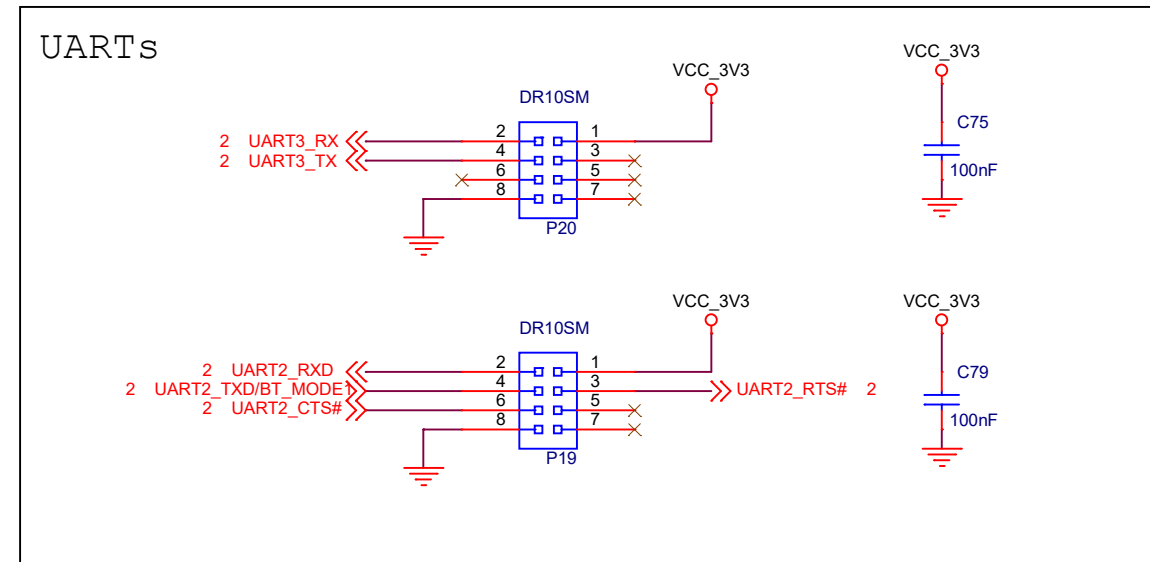 UARTs
VCC_3V3
VCC_3V3
DR10SM
C75
2 UART3_RX
2 1
2 UART3_TX
4 3
6 5
100nF
8 7
P20
VCC_3V3
VCC_3V3
DR10SM
2 UART2_RXD
2 1
C79
2 UART2_TXD/BT_MODE1
4 3
UART2_RTS# 2
2 UART2_CTS#
6 5
100nF
8 7
P19